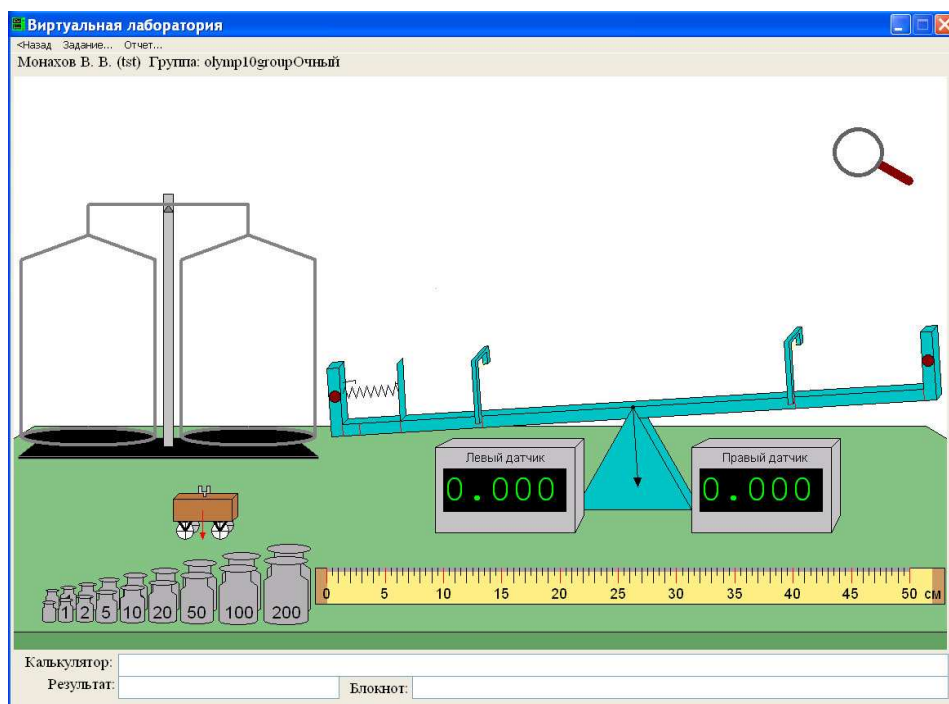 Виртуальная лаборатория
<Назад Задание... Отчет...
Монахов В. В. (tst) Группа: olymp10groupОчный
Левый датчик Правый датчик
0.000 0.000
1 2 5 10 20 50 100 200
0 5 10 15 20 25 30 35 40 45 50 см
Калькулятор:
Результат: Блокнот: